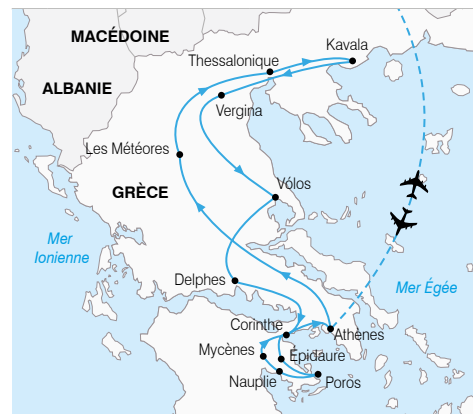 MACÉDOINE
Kavala
Thessalonique
ALBANIE
Vergina
Les Météores
GRÈCE
Vólos
Mer
Ionienne
Delphes
Mer Égée
Corinthe
Athènes
Mycènes
Épidaure
Nauplie
Poros